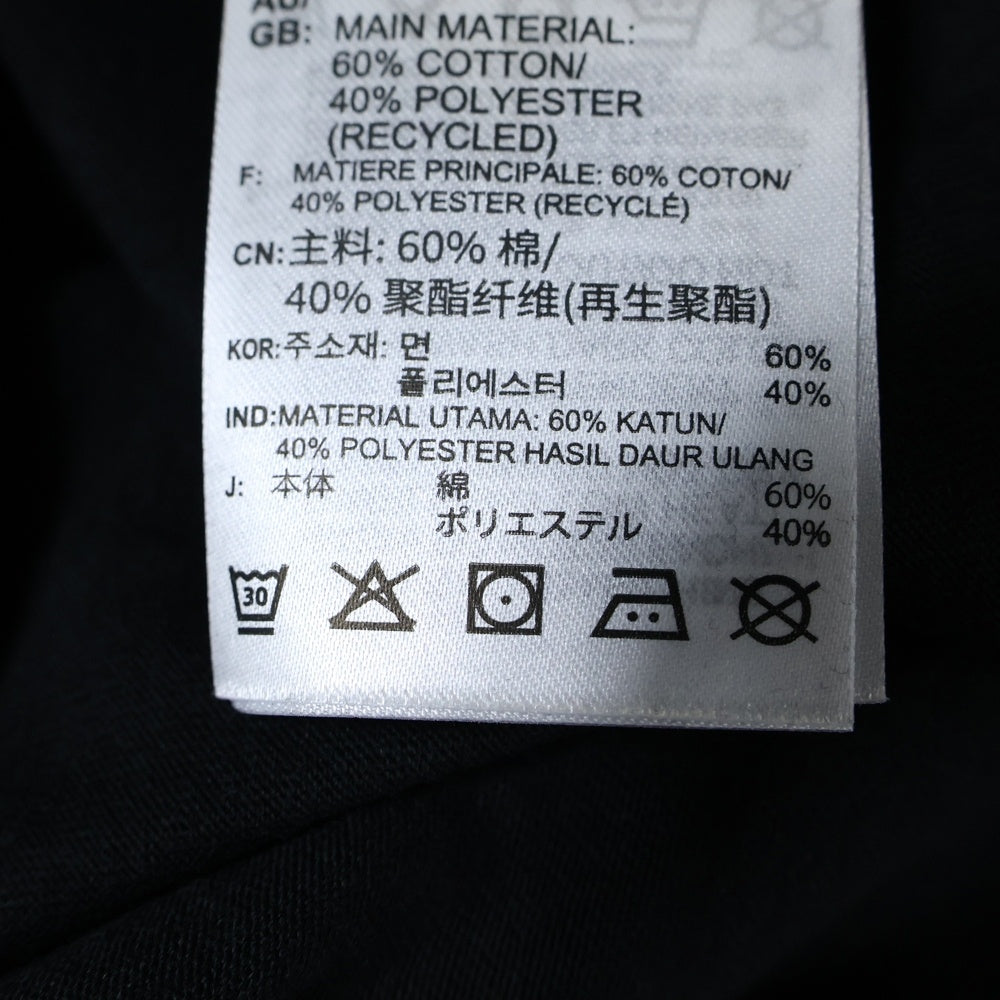 AU/
GB: MAIN MATERIAL:
60% COTTON/
40% POLYESTER
(RECYCLED)
F: MATIERE PRINCIPALE: 60% COTON/
40% POLYESTER (RECYCLÉ)
CN: 主料: 60% 棉/
40% 聚酯纤维(再生聚酯)
KOR: 주소재: 면 60%
폴리에스터 40%
IND: MATERIAL UTAMA: 60% KATUN/
40% POLYESTER HASIL DAUR ULANG
J: 本体 綿 60%
ポリエステル 40%
30